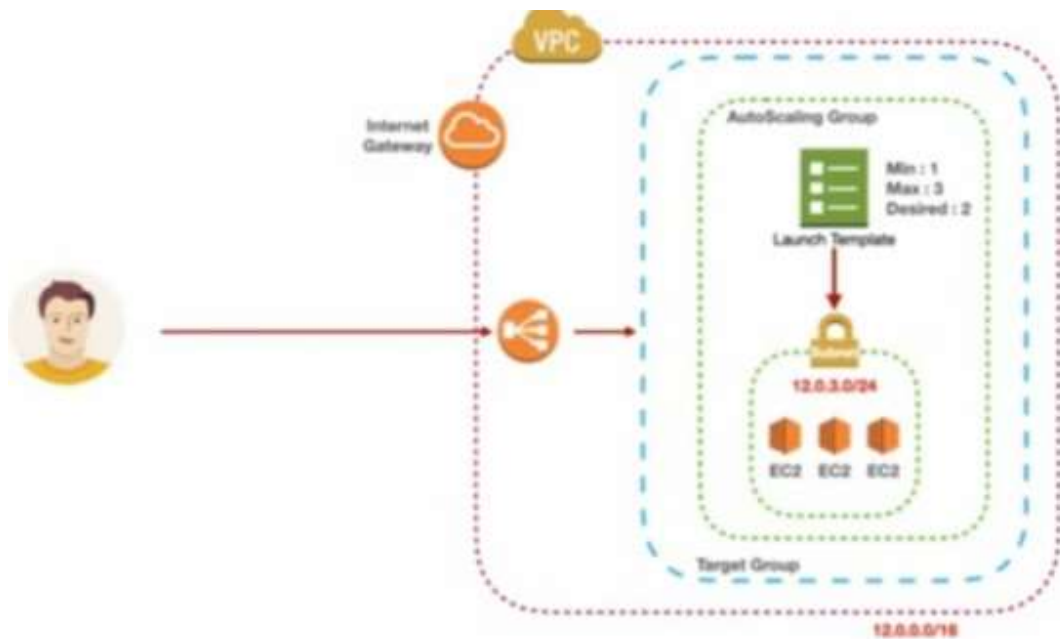 VPC
Internet
Gateway
AutoScaling Group
Min : 1
Max : 3
Desired : 2
Launch Template
Subnet
12.0.3.0/24
EC2 EC2 EC2
Target Group
12.0.0.0/16